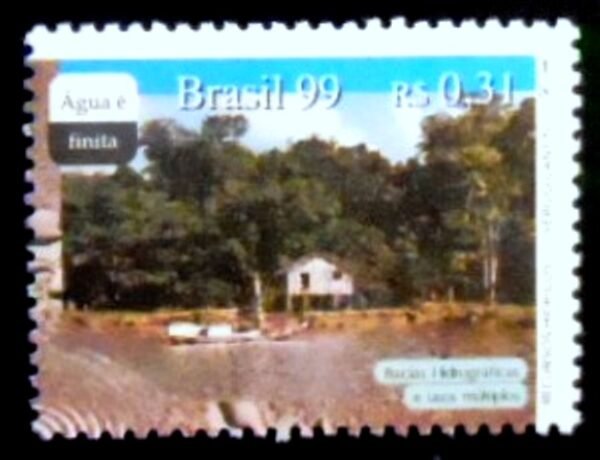 Água é
finita
Brasil 99
R$ 0,31
Bacias Hidrográficas
e usos múltiplos